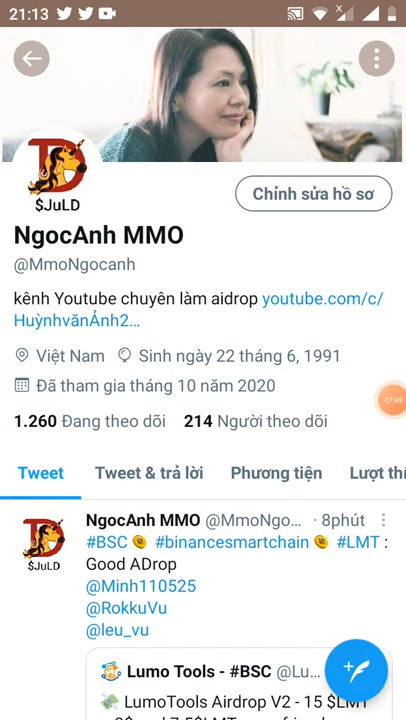 21:13
$JuLD
Chỉnh sửa hồ sơ
NgocAnh MMO
@MmoNgocanh
kênh Youtube chuyên làm aidrop youtube.com/c/
HuỳnhvănẢnh2…
Việt Nam Sinh ngày 22 tháng 6, 1991
Đã tham gia tháng 10 năm 2020
07:49
1.260 Đang theo dõi 214 Người theo dõi
Tweet Tweet & trả lời Phương tiện Lượt thí
NgocAnh MMO @MmoNgo... · 8phút
#BSC #binancesmartchain #LMT :
$JuLD
Good ADrop
@Minh110525
@RokkuVu
@leu_vu
Lumo Tools - #BSC @Lu...
LumoTools Airdrop V2 - 15 $LMT